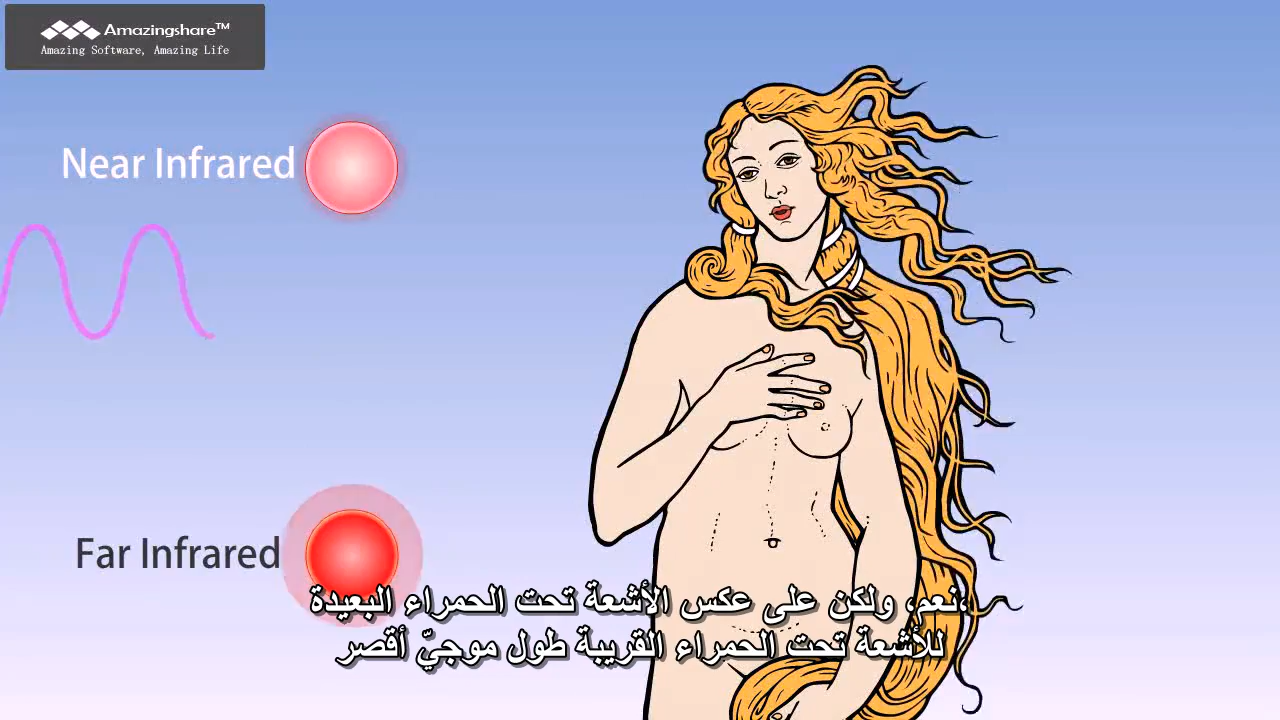 Amazingshare™
Amazing Software, Amazing Life
Near Infrared
Far Infrared
،نعم، ولكن على عكس الأشعة تحت الحمراء البعيدة
للأشعة تحت الحمراء القريبة طول موجيّ أقصر